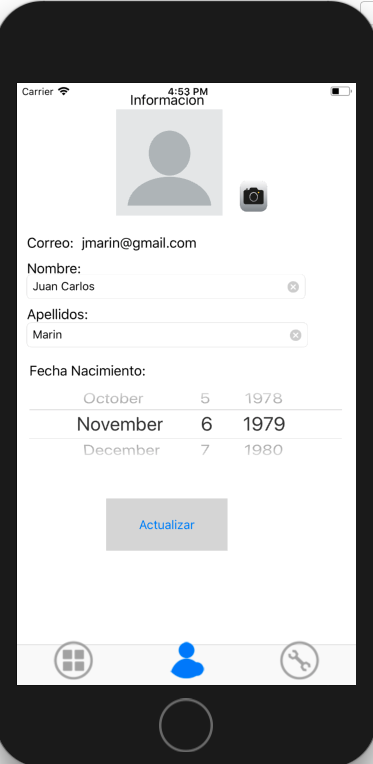 Carrier 4:53 PM
Informacion
Correo: jmarin@gmail.com
Nombre:
Juan Carlos
Apellidos:
Marin
Fecha Nacimiento:
October 5 1978
November 6 1979
December 7 1980
Actualizar